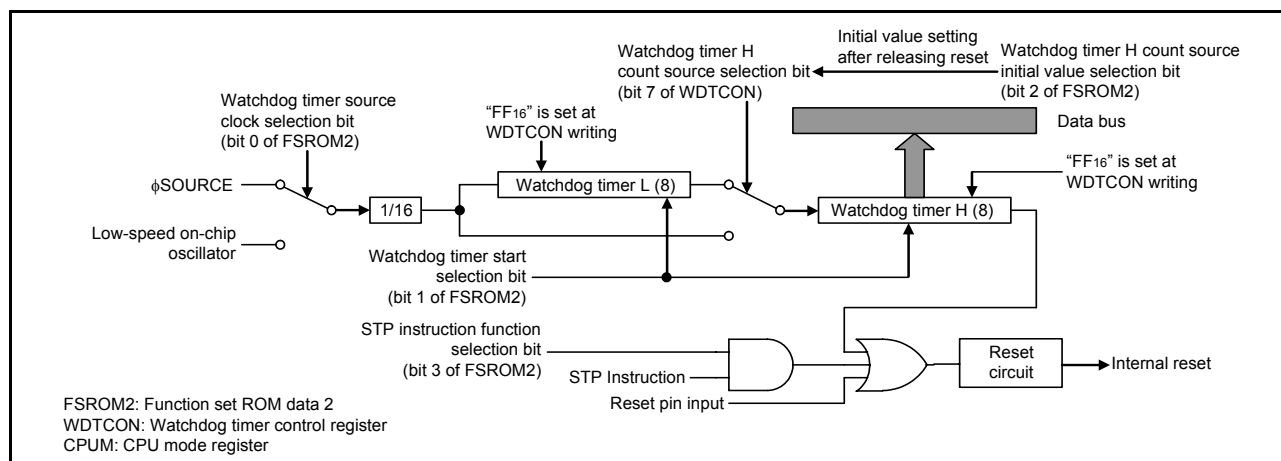 Initial value setting
after releasing reset
Watchdog timer H
count source selection bit
(bit 7 of WDTCON)
Watchdog timer H count source
initial value selection bit
(bit 2 of FSROM2)
Watchdog timer source
clock selection bit
(bit 0 of FSROM2)
“FF16” is set at
WDTCON writing
Data bus
“FF16” is set at
WDTCON writing
ϕSOURCE
1/16
Watchdog timer L (8)
Watchdog timer H (8)
Low-speed on-chip
oscillator
Watchdog timer start
selection bit
(bit 1 of FSROM2)
STP instruction function
selection bit
(bit 3 of FSROM2)
STP Instruction
Reset pin input
Reset
circuit
Internal reset
FSROM2: Function set ROM data 2
WDTCON: Watchdog timer control register
CPUM: CPU mode register